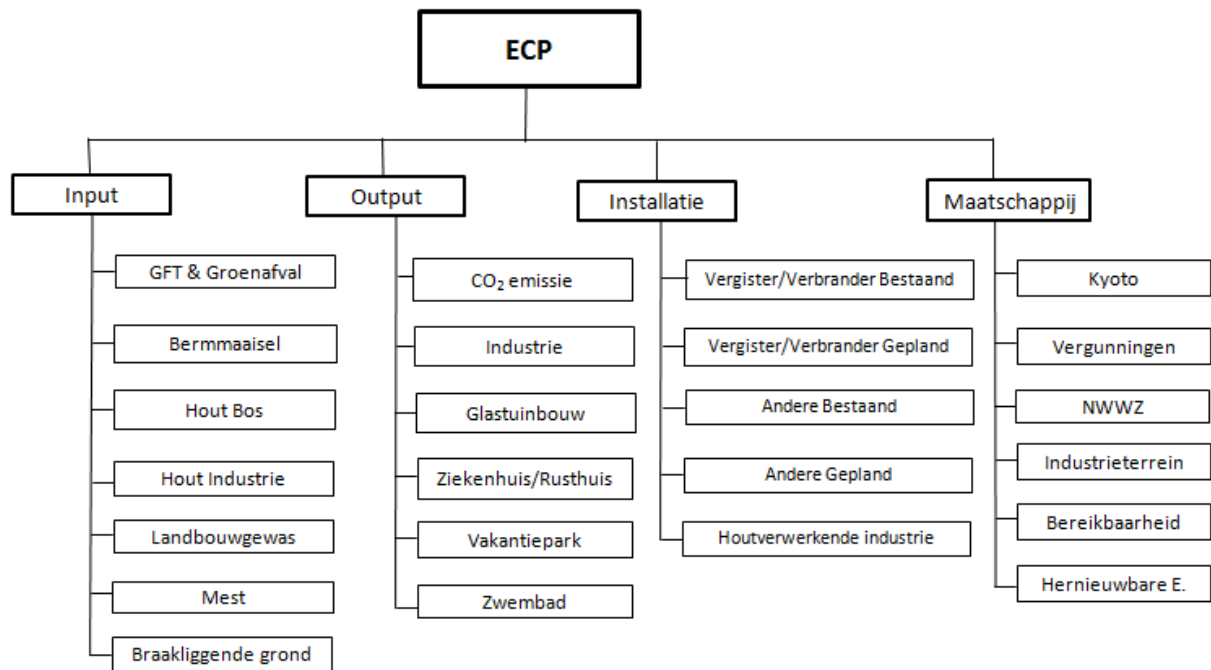 ECP
Input
GFT & Groenafval
Bermmaaisel
Hout Bos
Hout Industrie
Landbouwgewas
Mest
Braakliggende grond
Output
CO₂ emissie
Industrie
Glastuinbouw
Ziekenhuis/Rusthuis
Vakantiepark
Zwembad
Installatie
Vergister/Verbrander Bestaand
Vergister/Verbrander Gepland
Andere Bestaand
Andere Gepland
Houtverwerkende industrie
Maatschappij
Kyoto
Vergunningen
NWWZ
Industrieterrein
Bereikbaarheid
Hernieuwbare E.